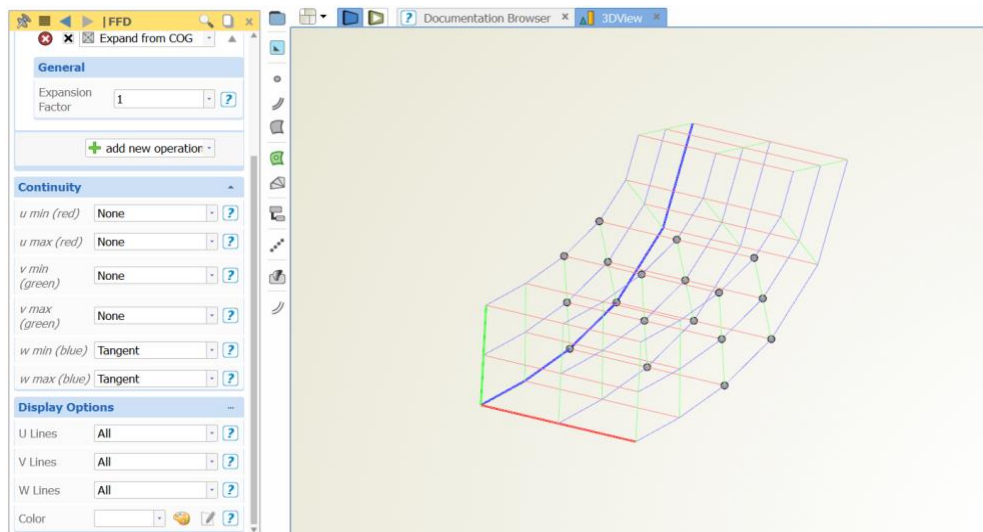 |FFD
Documentation Browser
3DView
Expand from COG
General
Expansion
Factor
1
?
add new operation
Continuity
u min (red)
None
?
u max (red)
None
?
v min
(green)
None
?
v max
(green)
None
?
w min (blue)
Tangent
?
w max (blue)
Tangent
?
Display Options
U Lines
All
?
V Lines
All
?
W Lines
All
?
Color
?